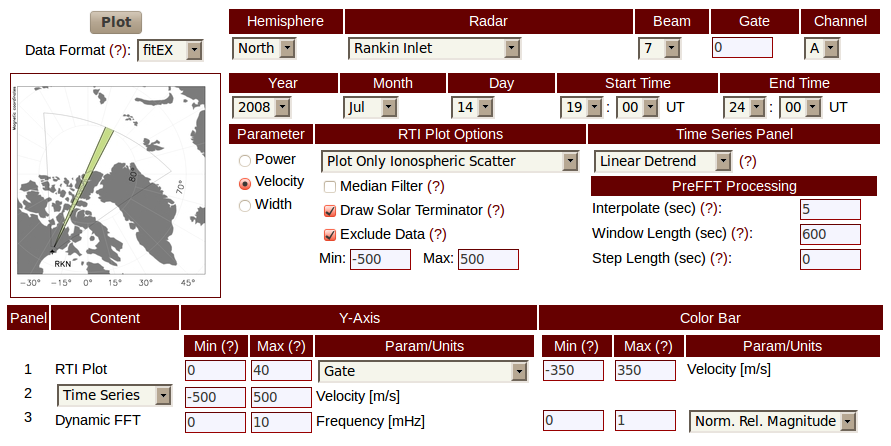 Plot
Data Format (?): fitEX
Hemisphere Radar Beam Gate Channel
North Rankin Inlet 7 0 A
Year Month Day Start Time End Time
2008 Jul 14 19 : 00 UT 24 : 00 UT
Parameter RTI Plot Options Time Series Panel
Power Plot Only Ionospheric Scatter Linear Detrend (?)
Velocity Median Filter (?) PreFFT Processing
Width Draw Solar Terminator (?) Interpolate (sec) (?): 5
Exclude Data (?) Window Length (sec) (?): 600
Min: -500 Max: 500 Step Length (sec) (?): 0
Magnetic coordinates
80°
70°
RKN
-30° -15° 0° 15° 30° 45°
Panel Content Y-Axis Color Bar
Min (?) Max (?) Param/Units Min (?) Max (?) Param/Units
1 RTI Plot 0 40 Gate -350 350 Velocity [m/s]
2 Time Series -500 500 Velocity [m/s]
3 Dynamic FFT 0 10 Frequency [mHz] 0 1 Norm. Rel. Magnitude